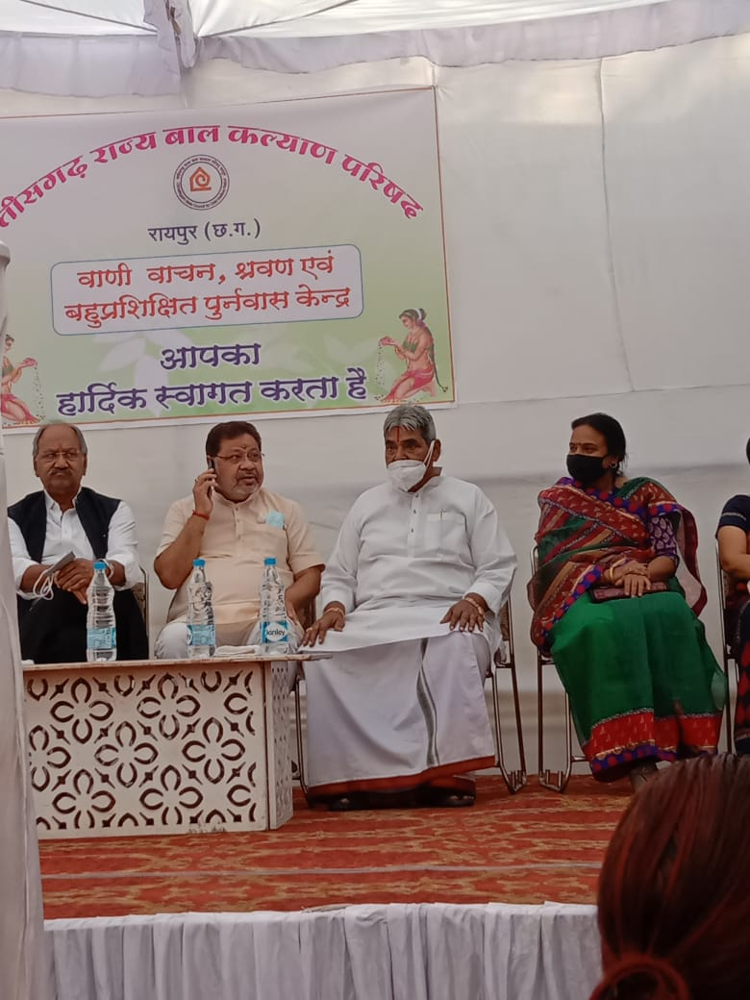 त्तीसगढ़ राज्य बाल कल्याण परिषद
रायपुर (छ.ग.)
वाणी वाचन, श्रवण एवं
बहुप्रशिक्षित पुर्नवास केन्द्र
आपका
हार्दिक स्वागत करता है